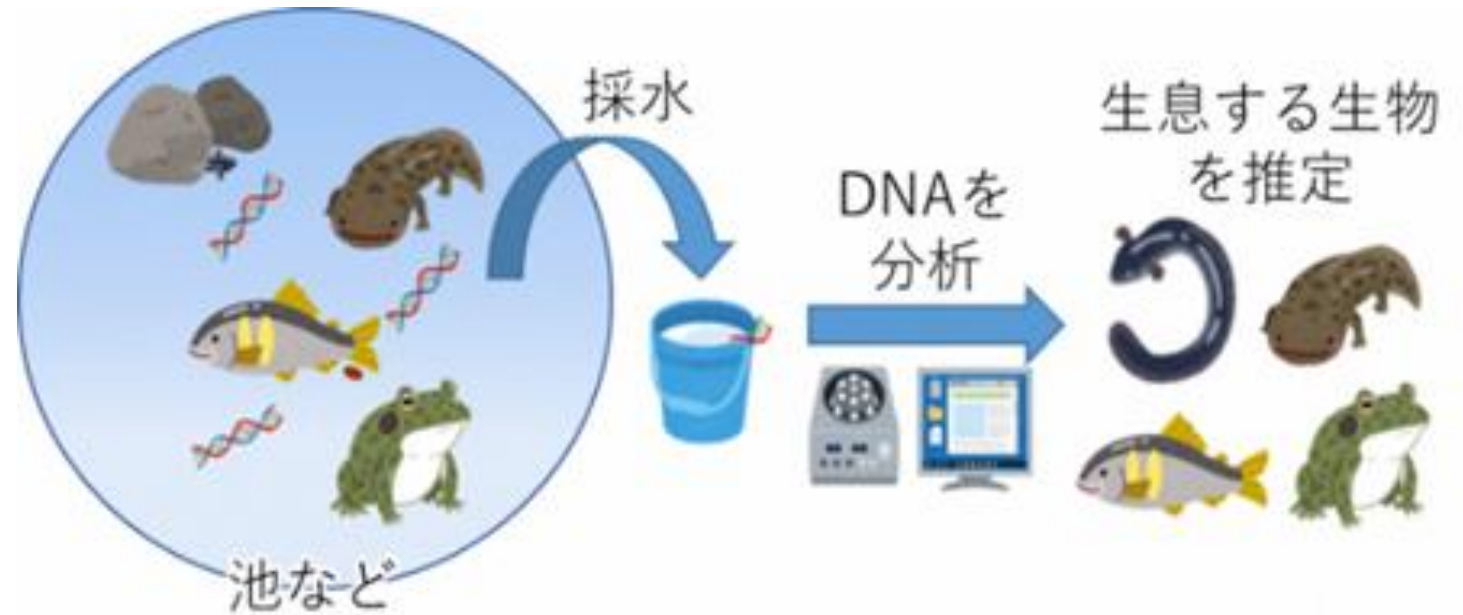 採水
DNAを
分析
生息する生物
を推定
池など